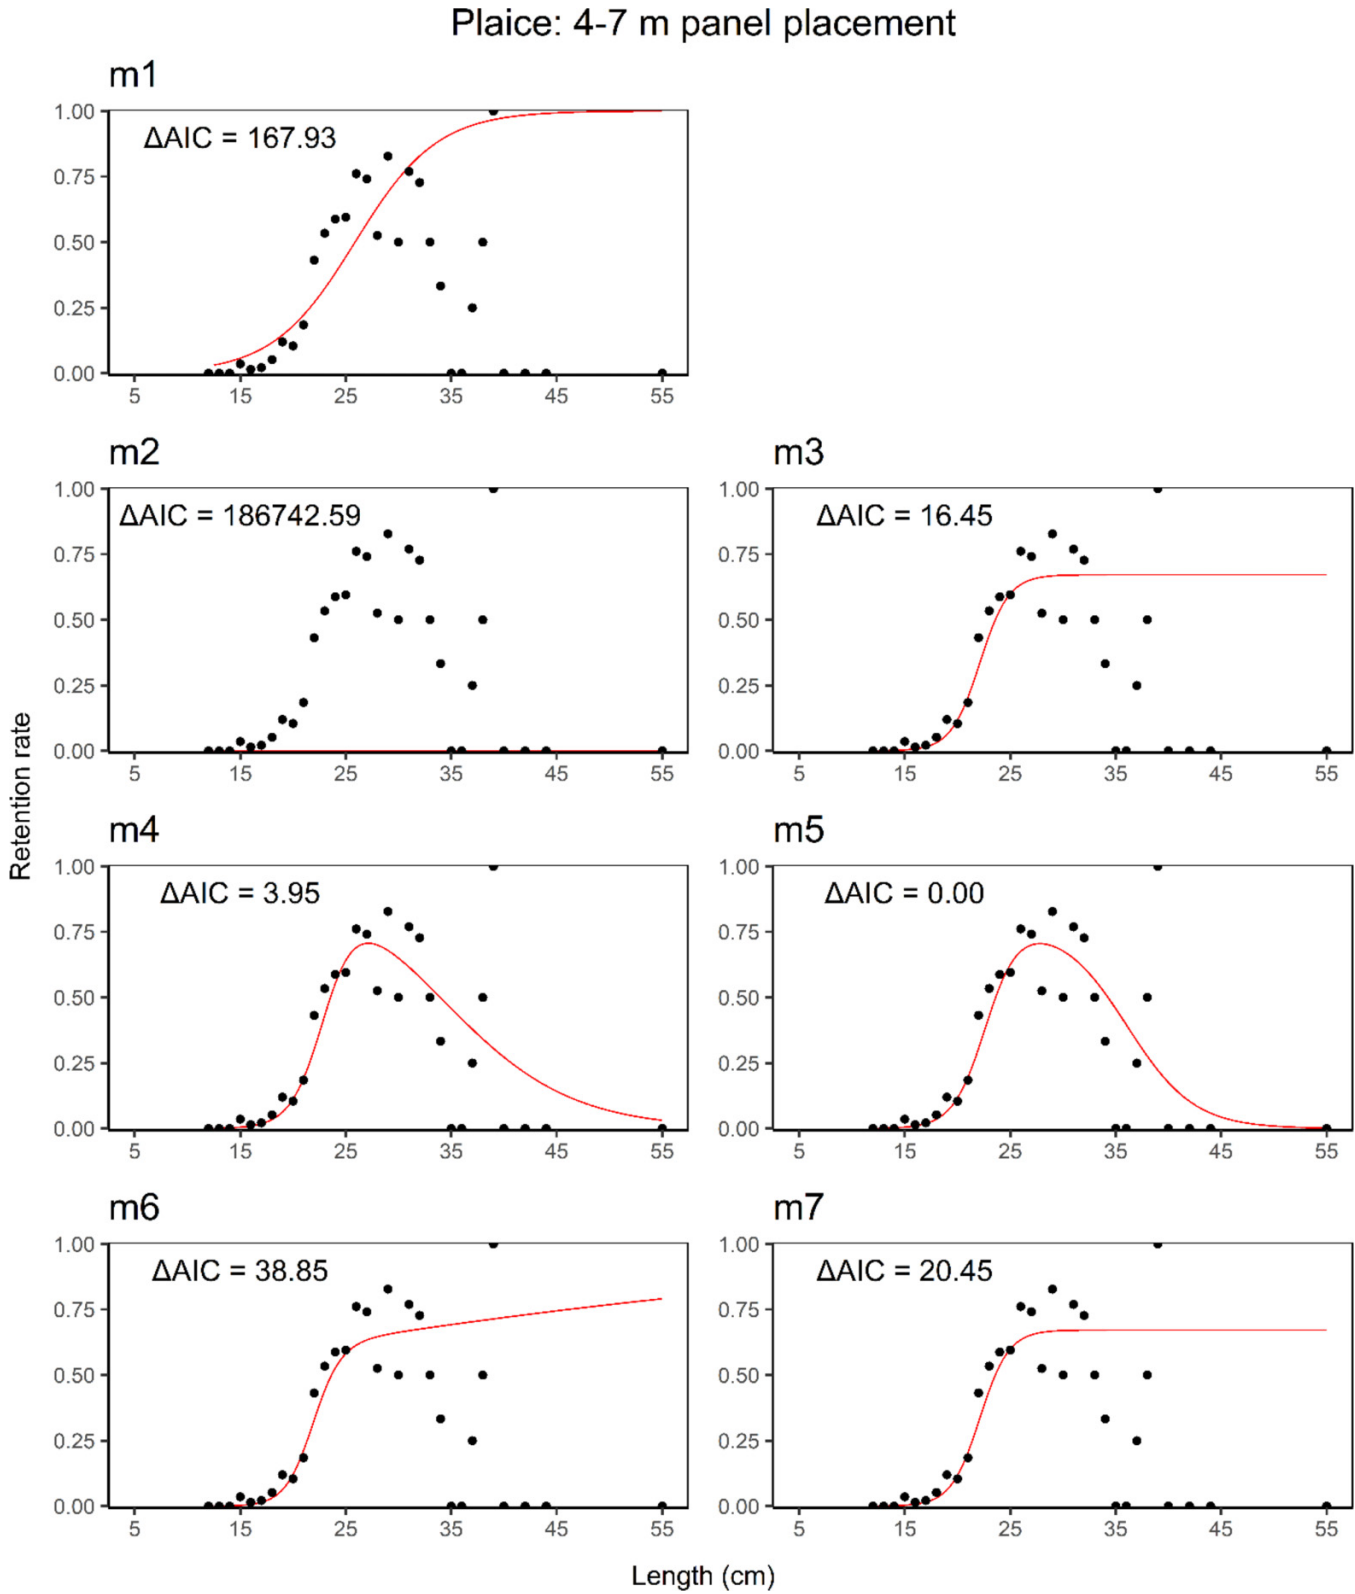 Plaice: 4-7 m panel placement
m1
ΔAIC = 167.93
1.00
0.75
0.50
0.25
0.00
5 15 25 35 45 55
m2
ΔAIC = 186742.59
1.00
0.75
0.50
0.25
0.00
5 15 25 35 45 55
m3
ΔAIC = 16.45
1.00
0.75
0.50
0.25
0.00
5 15 25 35 45 55
m4
ΔAIC = 3.95
1.00
0.75
0.50
0.25
0.00
5 15 25 35 45 55
m5
ΔAIC = 0.00
1.00
0.75
0.50
0.25
0.00
5 15 25 35 45 55
m6
ΔAIC = 38.85
1.00
0.75
0.50
0.25
0.00
5 15 25 35 45 55
m7
ΔAIC = 20.45
1.00
0.75
0.50
0.25
0.00
5 15 25 35 45 55
Retention rate
Length (cm)